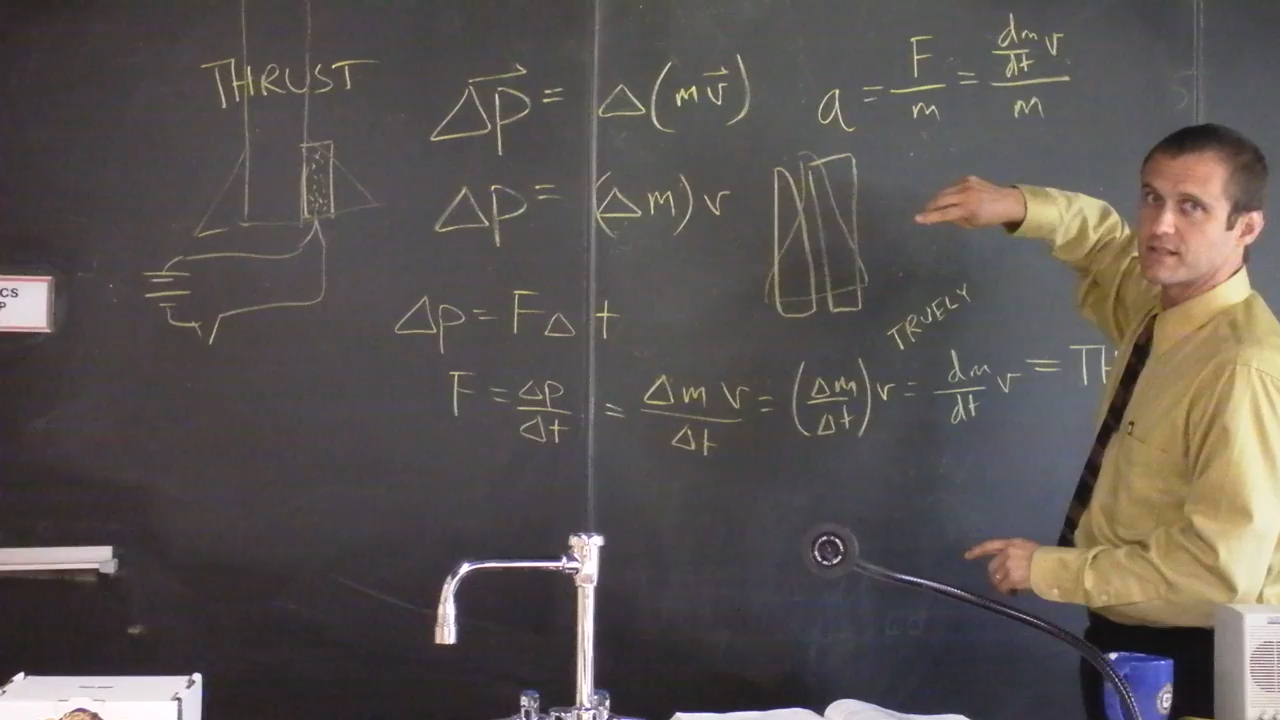 THRUST
Δp⃗ = Δ(mv⃗)
a = F/m = (dm/dt v)/m
Δp = (Δm)v
Δp = FΔt
TRUELY
F = Δp/Δt = Δm v/Δt = (Δm/Δt)v = dm/dt v = TH
CS
P